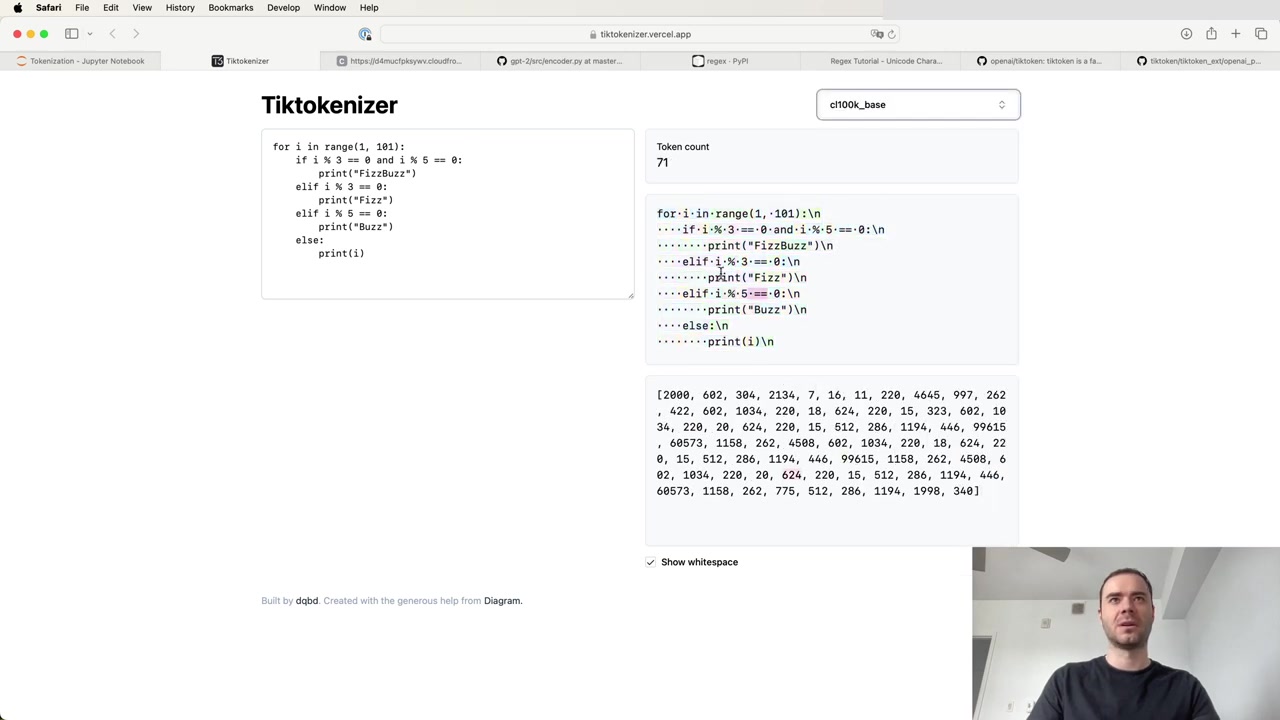 Safari File Edit View History Bookmarks Develop Window Help
tiktokenizer.vercel.app
Tokenization - Jupyter Notebook
Tiktokenizer
https://d4mucfpksywv.cloudfro...
gpt-2/src/encoder.py at master...
regex · PyPI
Regex Tutorial - Unicode Chara...
openai/tiktoken: tiktoken is a fa...
tiktoken/tiktoken_ext/openai_p...
Tiktokenizer
cl100k_base
for i in range(1, 101):
    if i % 3 == 0 and i % 5 == 0:
        print("FizzBuzz")
    elif i % 3 == 0:
        print("Fizz")
    elif i % 5 == 0:
        print("Buzz")
    else:
        print(i)
Token count
71
for·i·in·range(1,·101):\n
····if·i·%·3·==·0·and·i·%·5·==·0:\n
········print("FizzBuzz")\n
····elif·i·%·3·==·0:\n
········print("Fizz")\n
····elif·i·%·5·==·0:\n
········print("Buzz")\n
····else:\n
········print(i)\n
[2000, 602, 304, 2134, 7, 16, 11, 220, 4645, 997, 262
, 422, 602, 1034, 220, 18, 624, 220, 15, 323, 602, 10
34, 220, 20, 624, 220, 15, 512, 286, 1194, 446, 99615
, 60573, 1158, 262, 4508, 602, 1034, 220, 18, 624, 22
0, 15, 512, 286, 1194, 446, 99615, 1158, 262, 4508, 6
02, 1034, 220, 20, 624, 220, 15, 512, 286, 1194, 446,
60573, 1158, 262, 775, 512, 286, 1194, 1998, 340]
Show whitespace
Built by dqbd. Created with the generous help from Diagram.